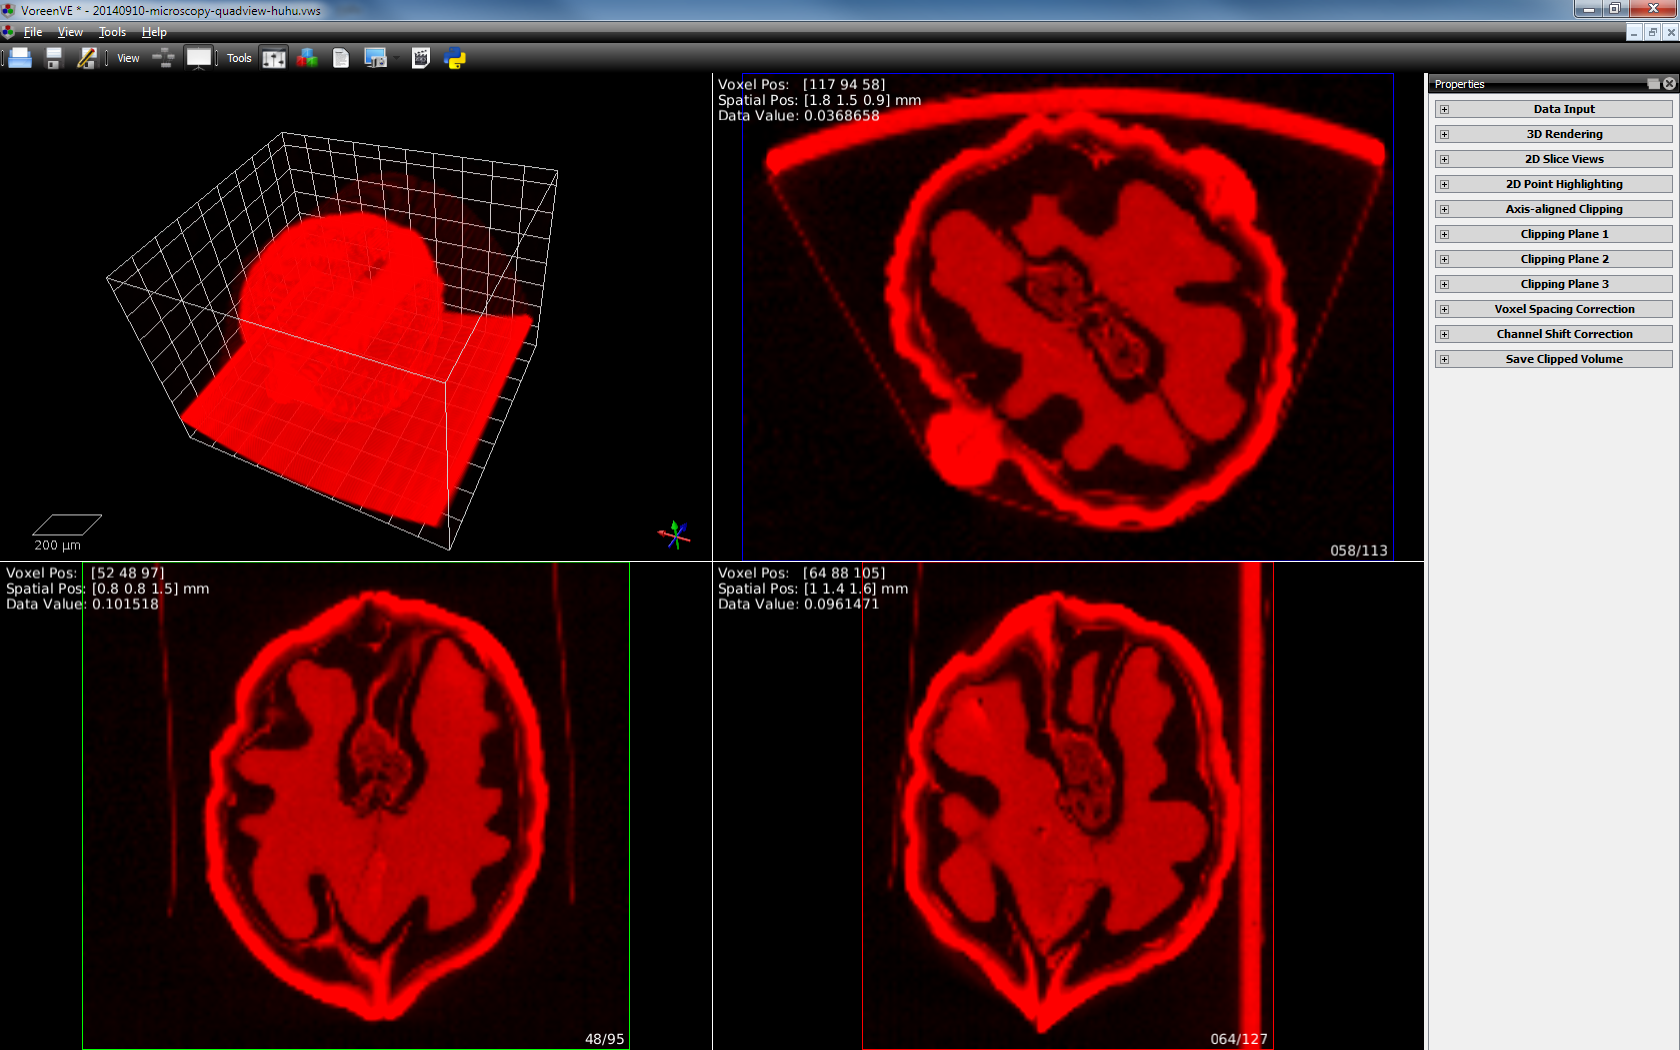 VoreenVE * - 20140910-microscopy-quadview-huhu.vws
File View Tools Help
View Tools
Voxel Pos: [117 94 58]
Spatial Pos: [1.8 1.5 0.9] mm
Data Value: 0.0368658
058/113
200 µm
Voxel Pos: [52 48 97]
Spatial Pos: [0.8 0.8 1.5] mm
Data Value: 0.101518
48/95
Voxel Pos: [64 88 105]
Spatial Pos: [1 1.4 1.6] mm
Data Value: 0.0961471
064/127
Properties
Data Input
3D Rendering
2D Slice Views
2D Point Highlighting
Axis-aligned Clipping
Clipping Plane 1
Clipping Plane 2
Clipping Plane 3
Voxel Spacing Correction
Channel Shift Correction
Save Clipped Volume